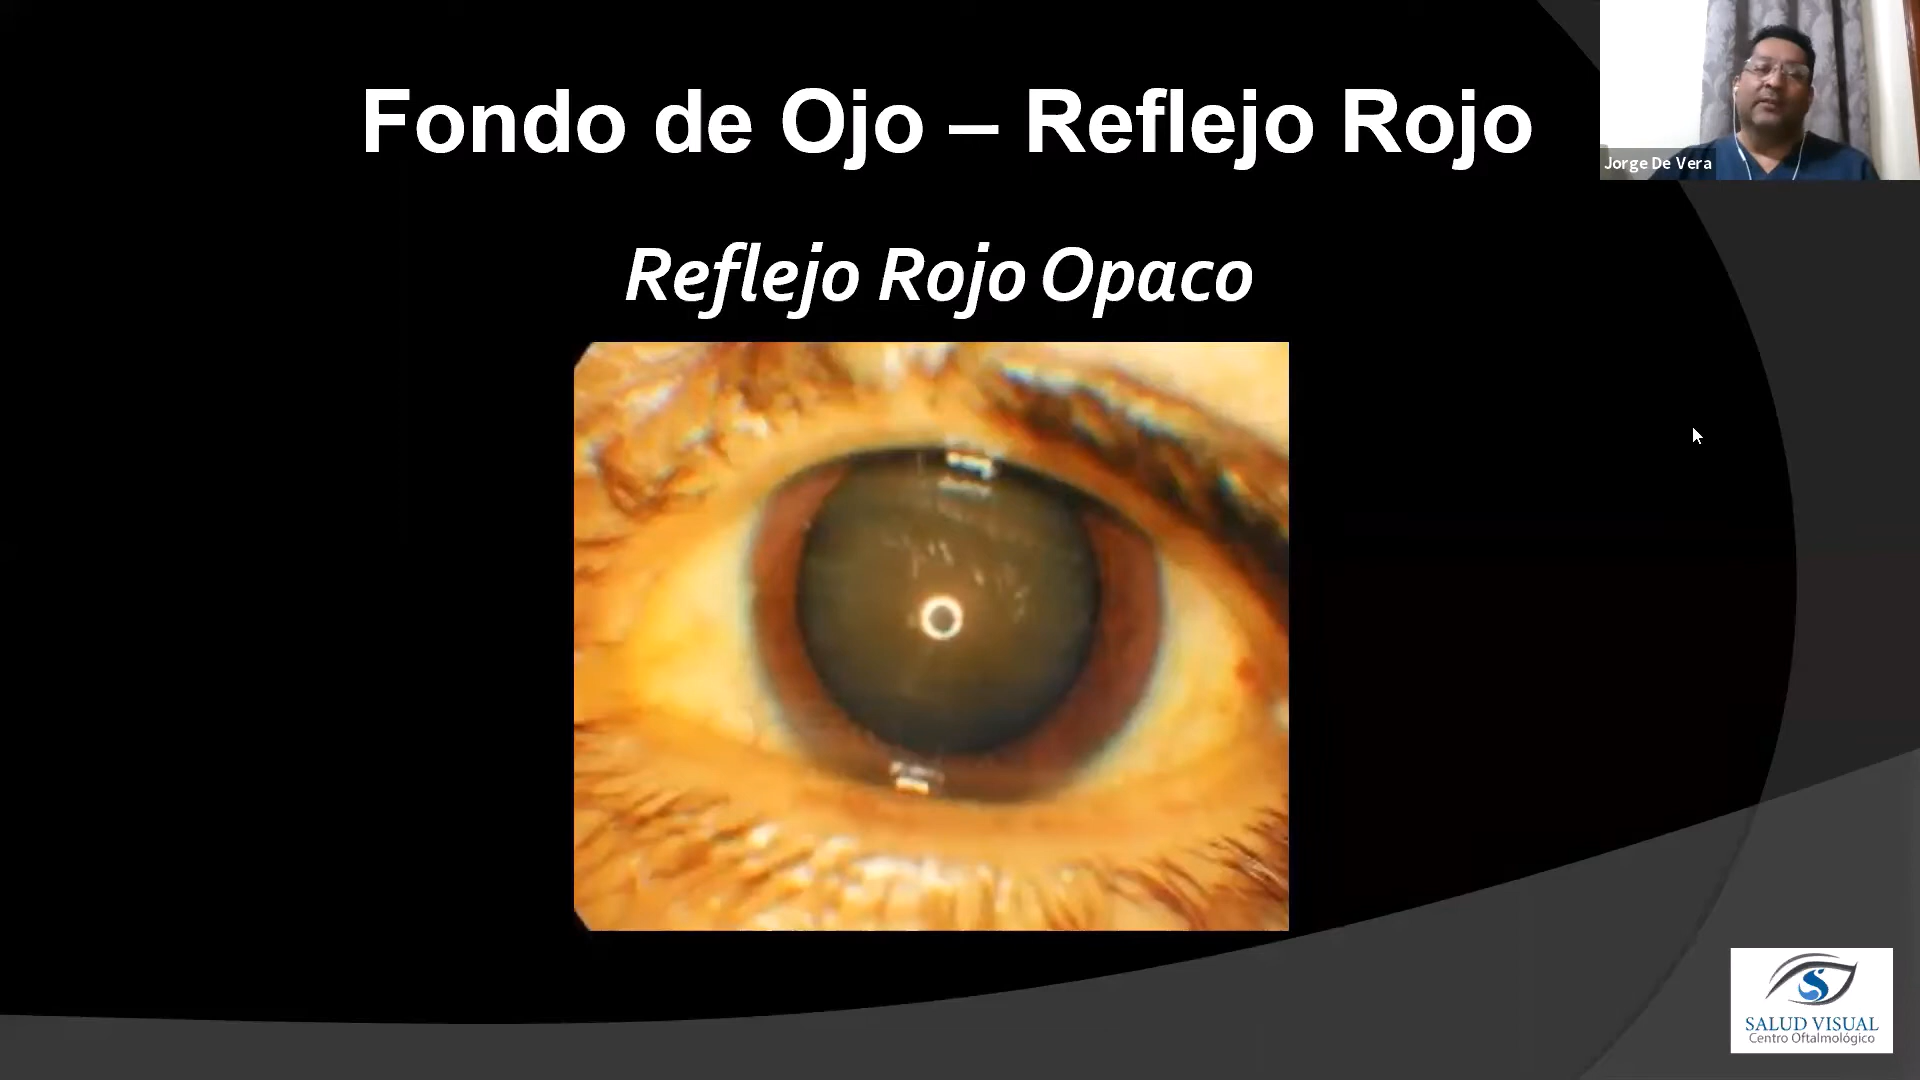 Fondo de Ojo – Reflejo Rojo
Jorge De Vera
Reflejo Rojo Opaco
SALUD VISUAL
Centro Oftalmológico